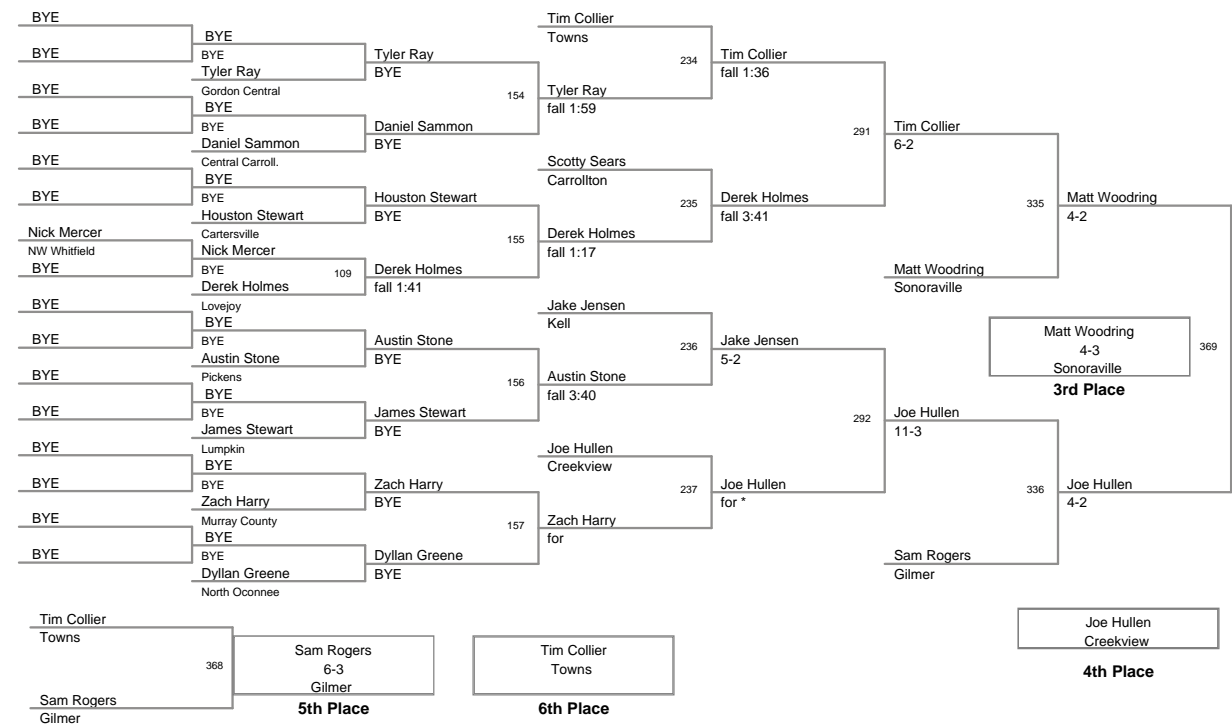 BYE
BYE
BYE
BYE
BYE
BYE
Nick Mercer
NW Whitfield
BYE
BYE
BYE
BYE
BYE
BYE
BYE
BYE
BYE
BYE
BYE
Tyler Ray
Gordon Central
BYE
BYE
Daniel Sammon
Central Carroll.
BYE
BYE
Houston Stewart
Cartersville
Nick Mercer
BYE
109
Derek Holmes
Lovejoy
BYE
BYE
Austin Stone
Pickens
BYE
BYE
James Stewart
Lumpkin
BYE
BYE
Zach Harry
Murray County
BYE
BYE
Dyllan Greene
North Oconnee
Tyler Ray
BYE
154
Daniel Sammon
BYE
Houston Stewart
BYE
155
Derek Holmes
fall 1:41
Austin Stone
BYE
156
James Stewart
BYE
Zach Harry
BYE
157
Dyllan Greene
BYE
Tim Collier
Towns
234
Tyler Ray
fall 1:59
Scotty Sears
Carrollton
235
Derek Holmes
fall 1:17
Jake Jensen
Kell
236
Austin Stone
fall 3:40
Joe Hullen
Creekview
237
Zach Harry
for
Tim Collier
fall 1:36
291
Derek Holmes
fall 3:41
Jake Jensen
5-2
292
Joe Hullen
for *
Tim Collier
6-2
335
Matt Woodring
Sonoraville
Joe Hullen
11-3
336
Sam Rogers
Gilmer
Matt Woodring
4-2
Matt Woodring
4-3
Sonoraville
369
3rd Place
Joe Hullen
4-2
Joe Hullen
Creekview
4th Place
Tim Collier
Towns
368
Sam Rogers
Gilmer
Sam Rogers
6-3
Gilmer
5th Place
Tim Collier
Towns
6th Place